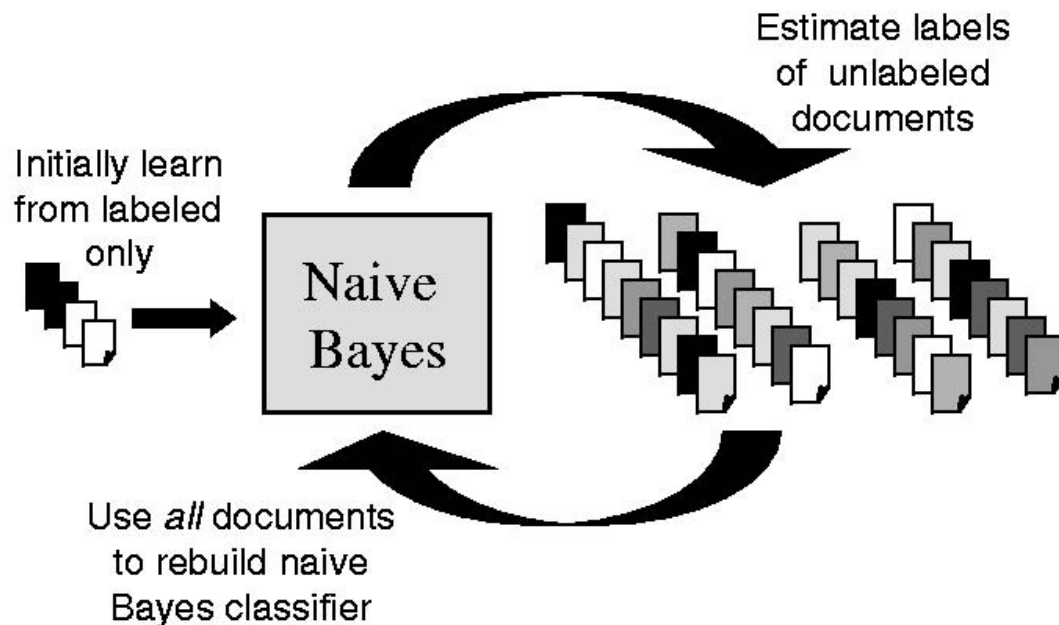 Estimate labels
of unlabeled
documents
Initially learn
from labeled
only
Naive
Bayes
Use all documents
to rebuild naive
Bayes classifier